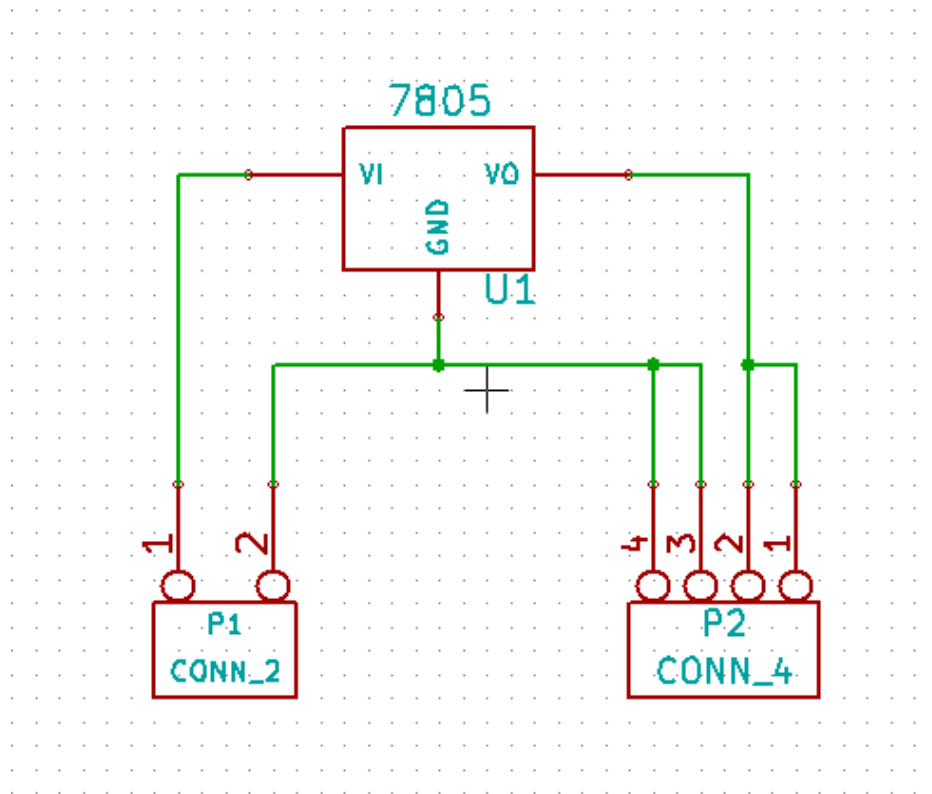 7805
VI VO
GND
U1
1 2 4 3 2 1
P1 P2
CONN_2 CONN_4